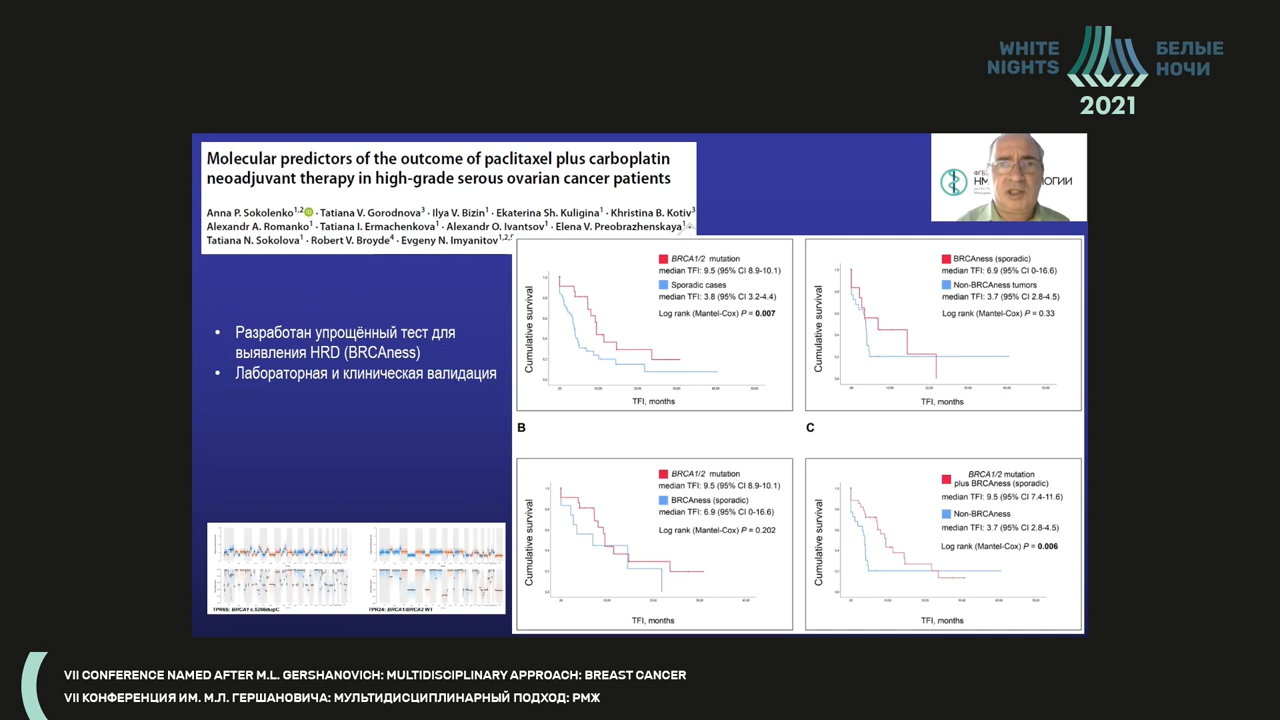 WHITE
NIGHTS
БЕЛЫЕ
НОЧИ
2021
Molecular predictors of the outcome of paclitaxel plus carboplatin
neoadjuvant therapy in high-grade serous ovarian cancer patients
Anna P. Sokolenko1,2 · Tatiana V. Gorodnova3 · Ilya V. Bizin1 · Ekaterina Sh. Kuligina1 · Khristina B. Kotiv3
Alexandr A. Romanko1 · Tatiana I. Ermachenkova1 · Alexandr O. Ivantsov1 · Elena V. Preobrazhenskaya1 ·
Tatiana N. Sokolova1 · Robert V. Broyde4 · Evgeny N. Imyanitov1,2,5
• Разработан упрощённый тест для
выявления HRD (BRCAness)
• Лабораторная и клиническая валидация
TPR65: BRCA1 c.5266dupC
TPR24: BRCA1/BRCA2 WT
BRCA1/2 mutation
median TFI: 9.5 (95% CI 8.9-10.1)
Sporadic cases
median TFI: 3.8 (95% CI 3.2-4.4)
Log rank (Mantel-Cox) P = 0.007
Cumulative survival
TFI, months
BRCAness (sporadic)
median TFI: 6.9 (95% CI 0-16.6)
Non-BRCAness tumors
median TFI: 3.7 (95% CI 2.8-4.5)
Log rank (Mantel-Cox) P = 0.33
Cumulative survival
TFI, months
B
C
BRCA1/2 mutation
median TFI: 9.5 (95% CI 8.9-10.1)
BRCAness (sporadic)
median TFI: 6.9 (95% CI 0-16.6)
Log rank (Mantel-Cox) P = 0.202
Cumulative survival
TFI, months
BRCA1/2 mutation
plus BRCAness (sporadic)
median TFI: 9.5 (95% CI 7.4-11.6)
Non-BRCAness
median TFI: 3.7 (95% CI 2.8-4.5)
Log rank (Mantel-Cox) P = 0.006
Cumulative survival
TFI, months
VII CONFERENCE NAMED AFTER M.L. GERSHANOVICH: MULTIDISCIPLINARY APPROACH: BREAST CANCER
VII КОНФЕРЕНЦИЯ ИМ. М.Л. ГЕРШАНОВИЧА: МУЛЬТИДИСЦИПЛИНАРНЫЙ ПОДХОД: РМЖ